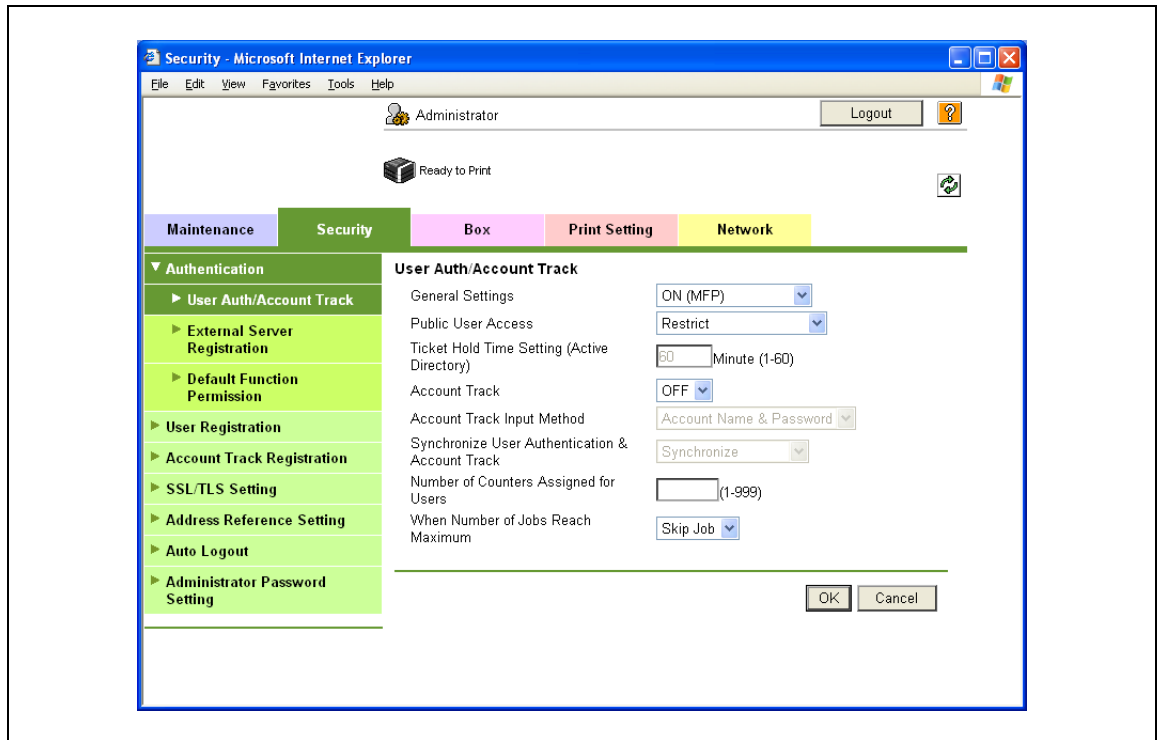 Security - Microsoft Internet Explorer
File Edit View Favorites Tools Help
Administrator
Logout
?
Ready to Print
Maintenance Security Box Print Setting Network
Authentication
User Auth/Account Track
External Server
Registration
Default Function
Permission
User Registration
Account Track Registration
SSL/TLS Setting
Address Reference Setting
Auto Logout
Administrator Password
Setting
User Auth/Account Track
General Settings ON (MFP)
Public User Access Restrict
Ticket Hold Time Setting (Active
Directory) 60 Minute (1-60)
Account Track OFF
Account Track Input Method Account Name & Password
Synchronize User Authentication &
Account Track Synchronize
Number of Counters Assigned for
Users (1-999)
When Number of Jobs Reach
Maximum Skip Job
OK Cancel